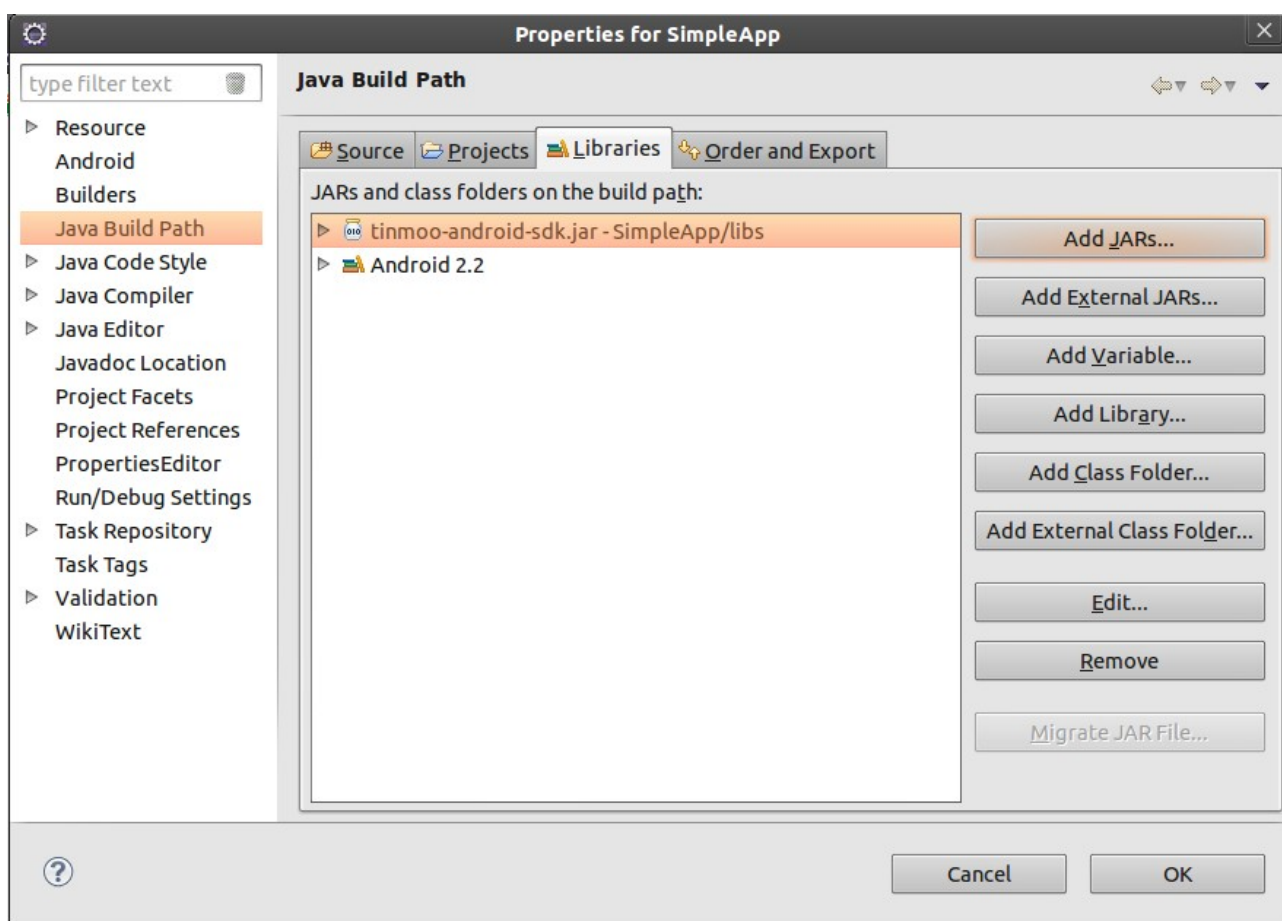 Properties for SimpleApp
type filter text
Java Build Path
Resource
Android
Builders
Java Build Path
Java Code Style
Java Compiler
Java Editor
Javadoc Location
Project Facets
Project References
PropertiesEditor
Run/Debug Settings
Task Repository
Task Tags
Validation
WikiText
Source Projects Libraries Order and Export
JARs and class folders on the build path:
tinmoo-android-sdk.jar - SimpleApp/libs
Android 2.2
Add JARs...
Add External JARs...
Add Variable...
Add Library...
Add Class Folder...
Add External Class Folder...
Edit...
Remove
Migrate JAR File...
Cancel OK